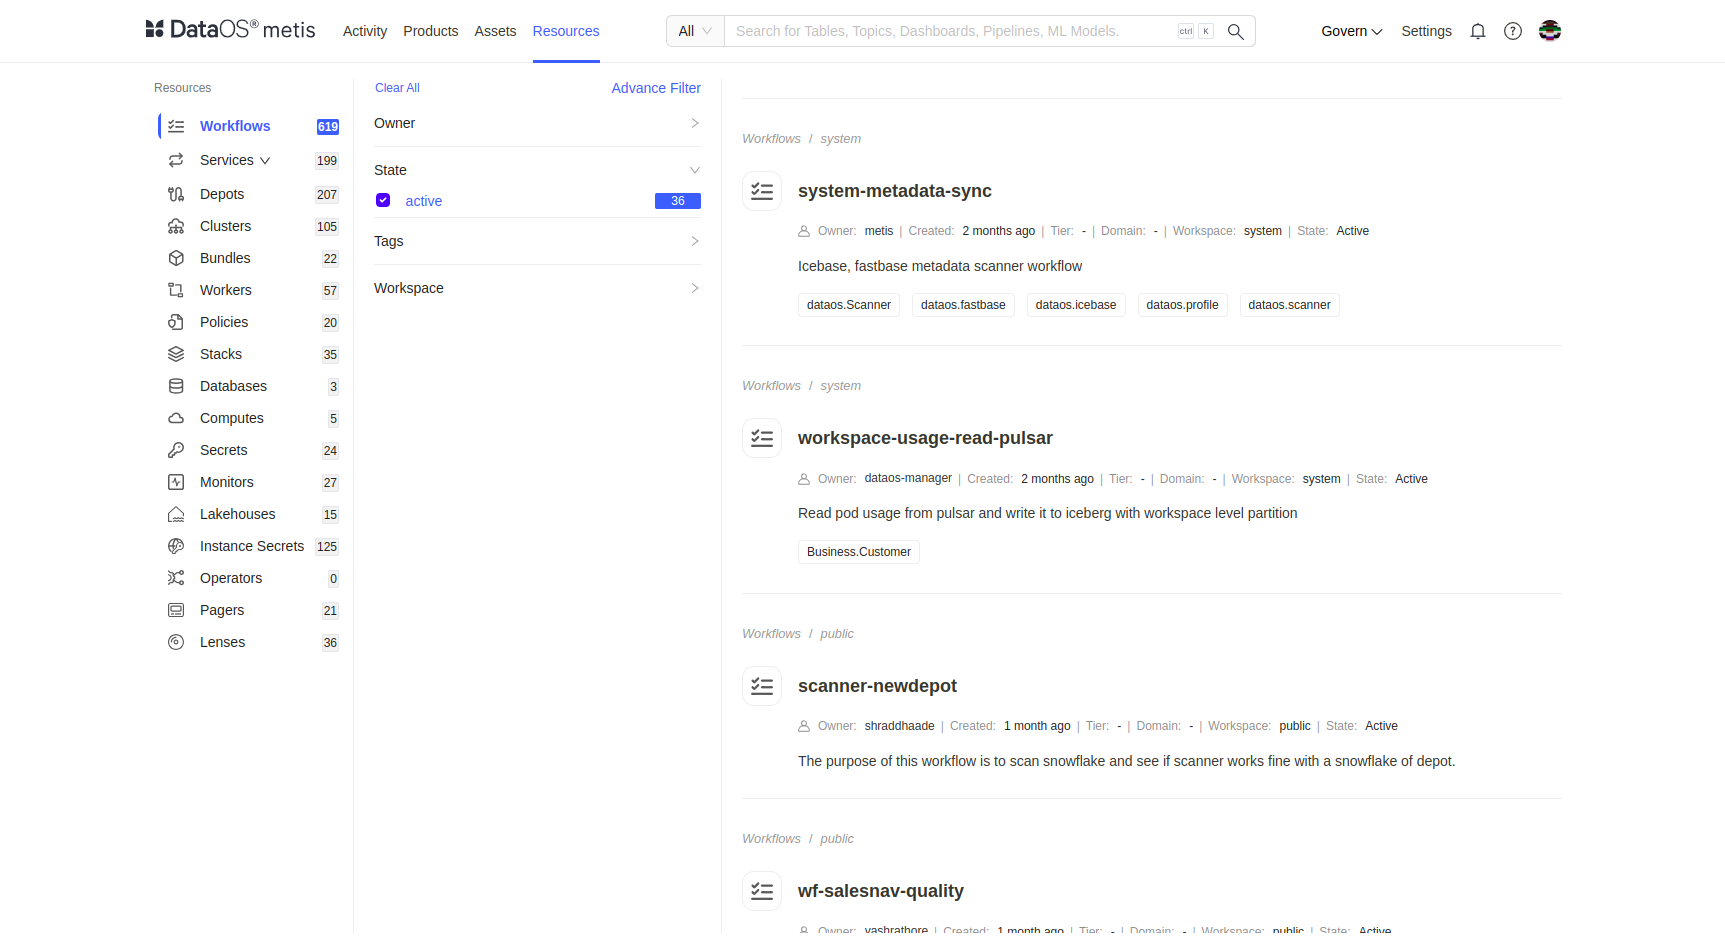 DataOS® metis
Activity Products Assets Resources
All Search for Tables, Topics, Dashboards, Pipelines, ML Models. ctrl K
Govern Settings ?
Resources
Workflows 619
Services 199
Depots 207
Clusters 105
Bundles 22
Workers 57
Policies 20
Stacks 35
Databases 3
Computes 5
Secrets 24
Monitors 27
Lakehouses 15
Instance Secrets 125
Operators 0
Pagers 21
Lenses 36
Clear All Advance Filter
Owner
State
active 36
Tags
Workspace
Workflows / system
system-metadata-sync
Owner: metis | Created: 2 months ago | Tier: - | Domain: - | Workspace: system | State: Active
Icebase, fastbase metadata scanner workflow
dataos.Scanner dataos.fastbase dataos.icebase dataos.profile dataos.scanner
Workflows / system
workspace-usage-read-pulsar
Owner: dataos-manager | Created: 2 months ago | Tier: - | Domain: - | Workspace: system | State: Active
Read pod usage from pulsar and write it to iceberg with workspace level partition
Business.Customer
Workflows / public
scanner-newdepot
Owner: shraddhaade | Created: 1 month ago | Tier: - | Domain: - | Workspace: public | State: Active
The purpose of this workflow is to scan snowflake and see if scanner works fine with a snowflake of depot.
Workflows / public
wf-salesnav-quality
Owner: yashrathore | Created: 1 month ago | Tier: - | Domain: - | Workspace: public | State: Active